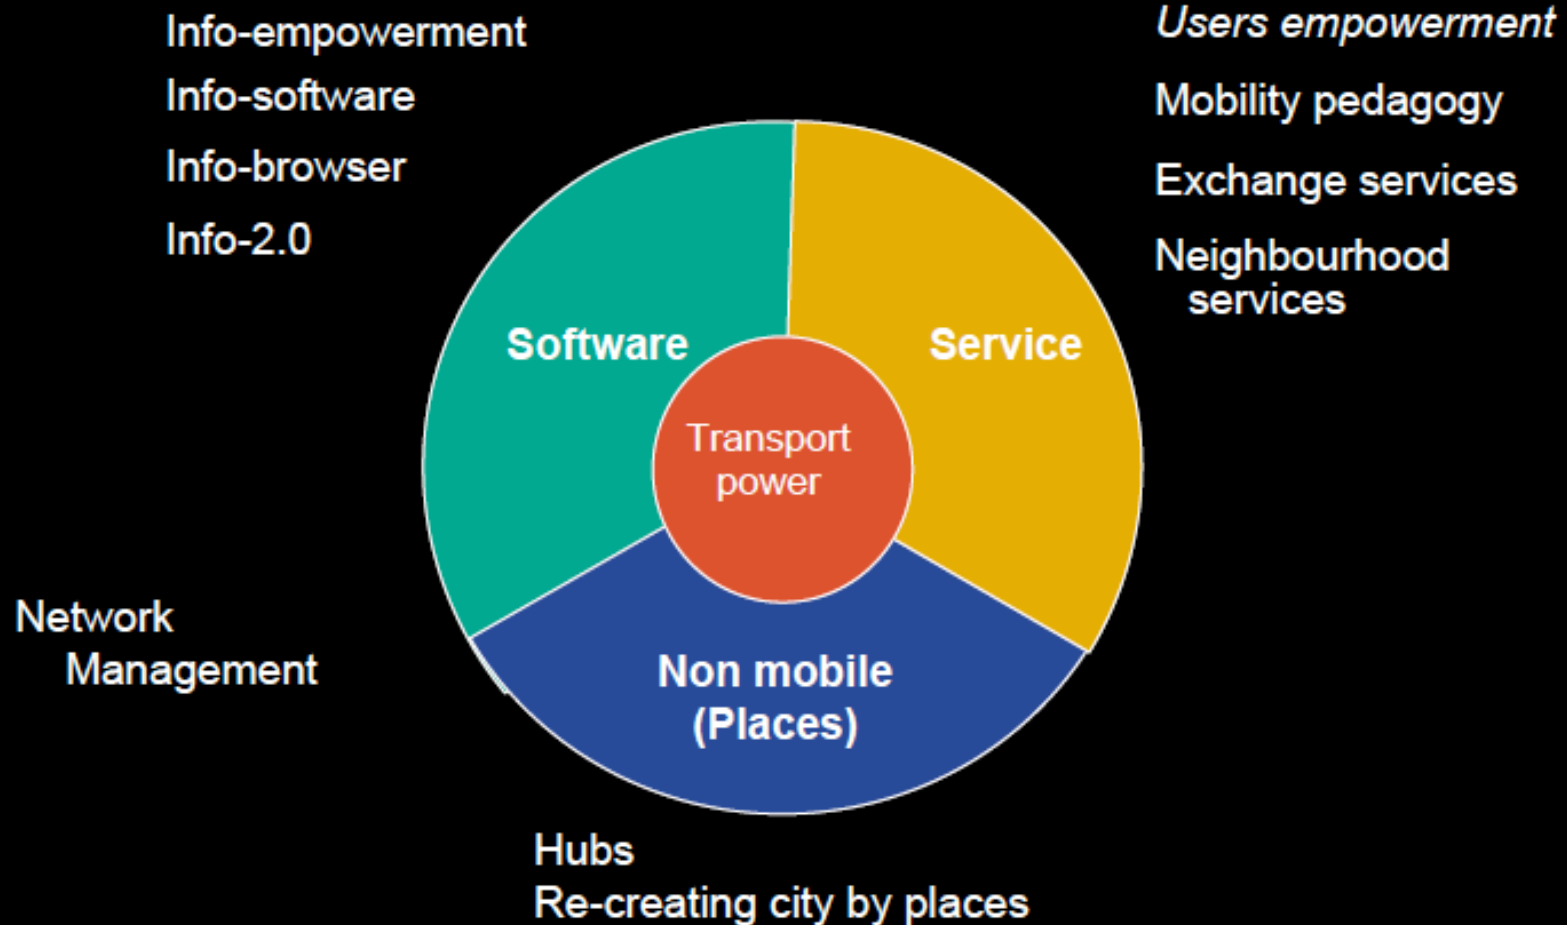 Info-empowerment
Info-software
Info-browser
Info-2.0
Users empowerment
Mobility pedagogy
Exchange services
Neighbourhood
services
Software
Service
Transport
power
Network
Management
Non mobile
(Places)
Hubs
Re-creating city by places